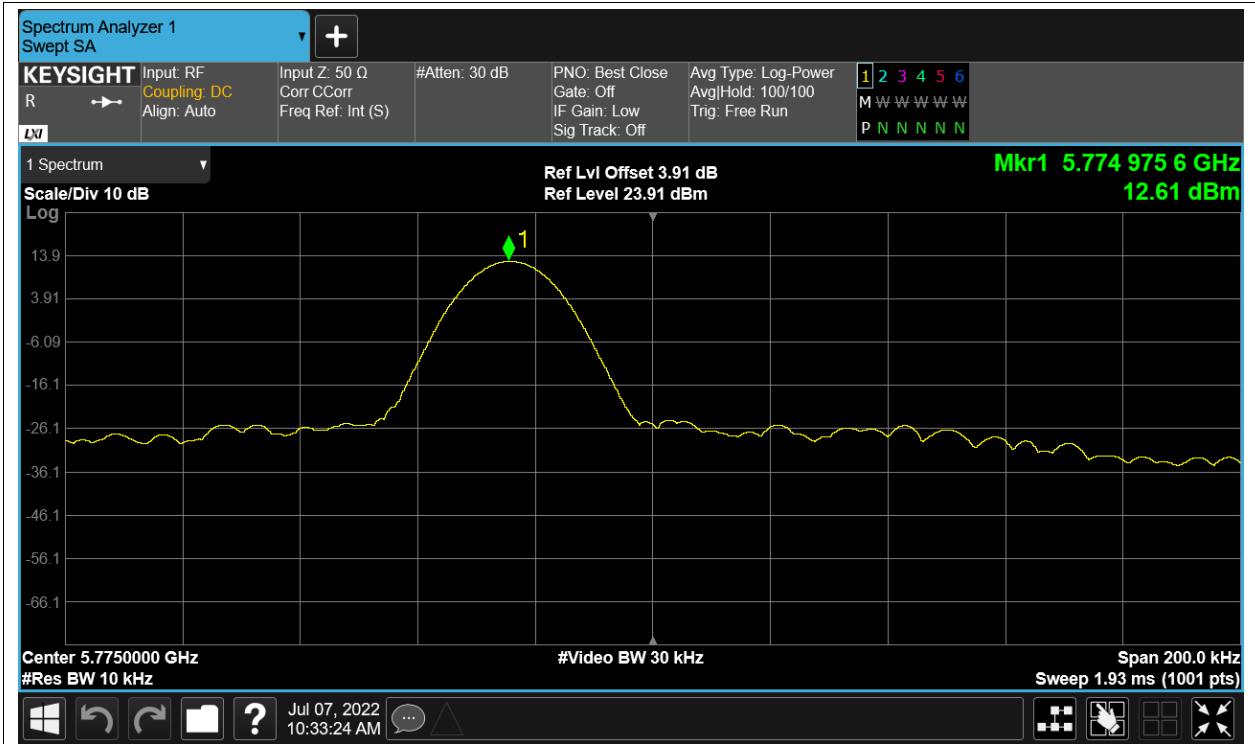 Spectrum Analyzer 1
Swept SA
KEYSIGHT
R
LXI
Input: RF
Coupling: DC
Align: Auto
Input Z: 50 Ω
Corr CCorr
Freq Ref: Int (S)
#Atten: 30 dB
PNO: Best Close
Gate: Off
IF Gain: Low
Sig Track: Off
Avg Type: Log-Power
Avg|Hold: 100/100
Trig: Free Run
1 2 3 4 5 6
M W W W W W
P N N N N N
1 Spectrum
Scale/Div 10 dB
Log
Ref Lvl Offset 3.91 dB
Ref Level 23.91 dBm
Mkr1 5.774 975 6 GHz
12.61 dBm
1
13.9
3.91
-6.09
-16.1
-26.1
-36.1
-46.1
-56.1
-66.1
Center 5.7750000 GHz
#Video BW 30 kHz
Span 200.0 kHz
#Res BW 10 kHz
Sweep 1.93 ms (1001 pts)
?
Jul 07, 2022
10:33:24 AM